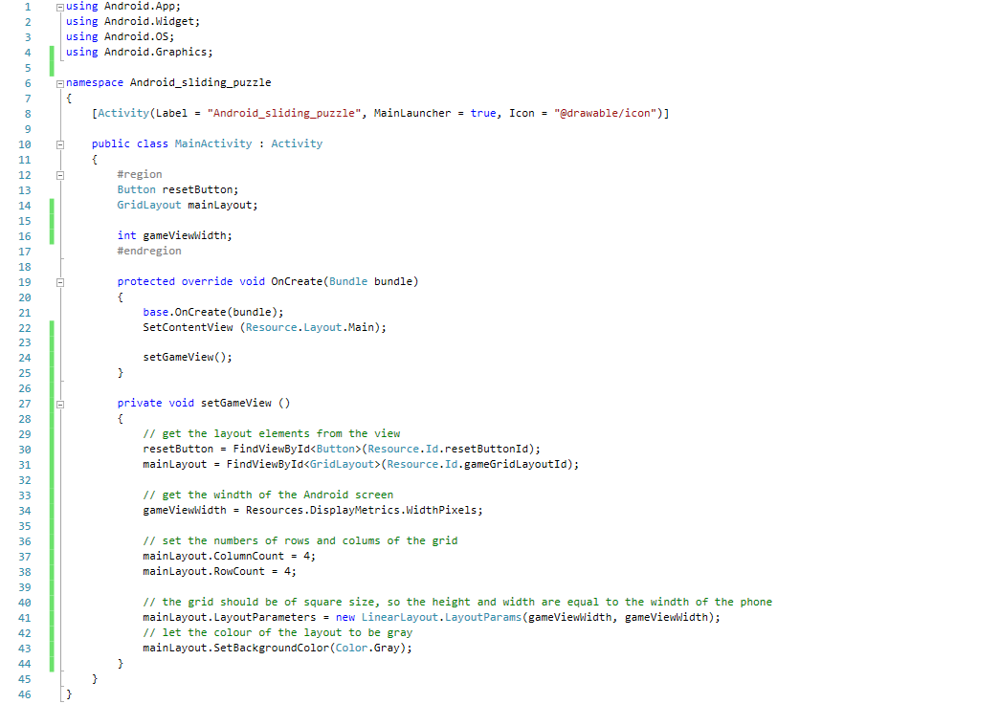 1 using Android.App;
2 using Android.Widget;
3 using Android.OS;
4 using Android.Graphics;
5
6 namespace Android_sliding_puzzle
7 {
8 [Activity(Label = "Android_sliding_puzzle", MainLauncher = true, Icon = "@drawable/icon")]
9
10 public class MainActivity : Activity
11 {
12 #region
13 Button resetButton;
14 GridLayout mainLayout;
15
16 int gameViewWidth;
17 #endregion
18
19 protected override void OnCreate(Bundle bundle)
20 {
21 base.OnCreate(bundle);
22 SetContentView (Resource.Layout.Main);
23
24 setGameView();
25 }
26
27 private void setGameView ()
28 {
29 // get the layout elements from the view
30 resetButton = FindViewById<Button>(Resource.Id.resetButtonId);
31 mainLayout = FindViewById<GridLayout>(Resource.Id.gameGridLayoutId);
32
33 // get the windth of the Android screen
34 gameViewWidth = Resources.DisplayMetrics.WidthPixels;
35
36 // set the numbers of rows and colums of the grid
37 mainLayout.ColumnCount = 4;
38 mainLayout.RowCount = 4;
39
40 // the grid should be of square size, so the height and width are equal to the windth of the phone
41 mainLayout.LayoutParameters = new LinearLayout.LayoutParams(gameViewWidth, gameViewWidth);
42 // let the colour of the layout to be gray
43 mainLayout.SetBackgroundColor(Color.Gray);
44 }
45 }
46 }